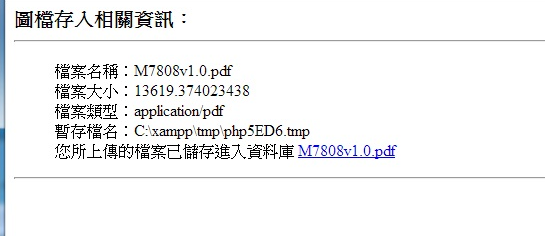 圖檔存入相關資訊：
檔案名稱：M7808v1.0.pdf
檔案大小：13619.374023438
檔案類型：application/pdf
暫存檔名：C:\xampp\tmp\php5ED6.tmp
您所上傳的檔案已儲存進入資料庫 M7808v1.0.pdf